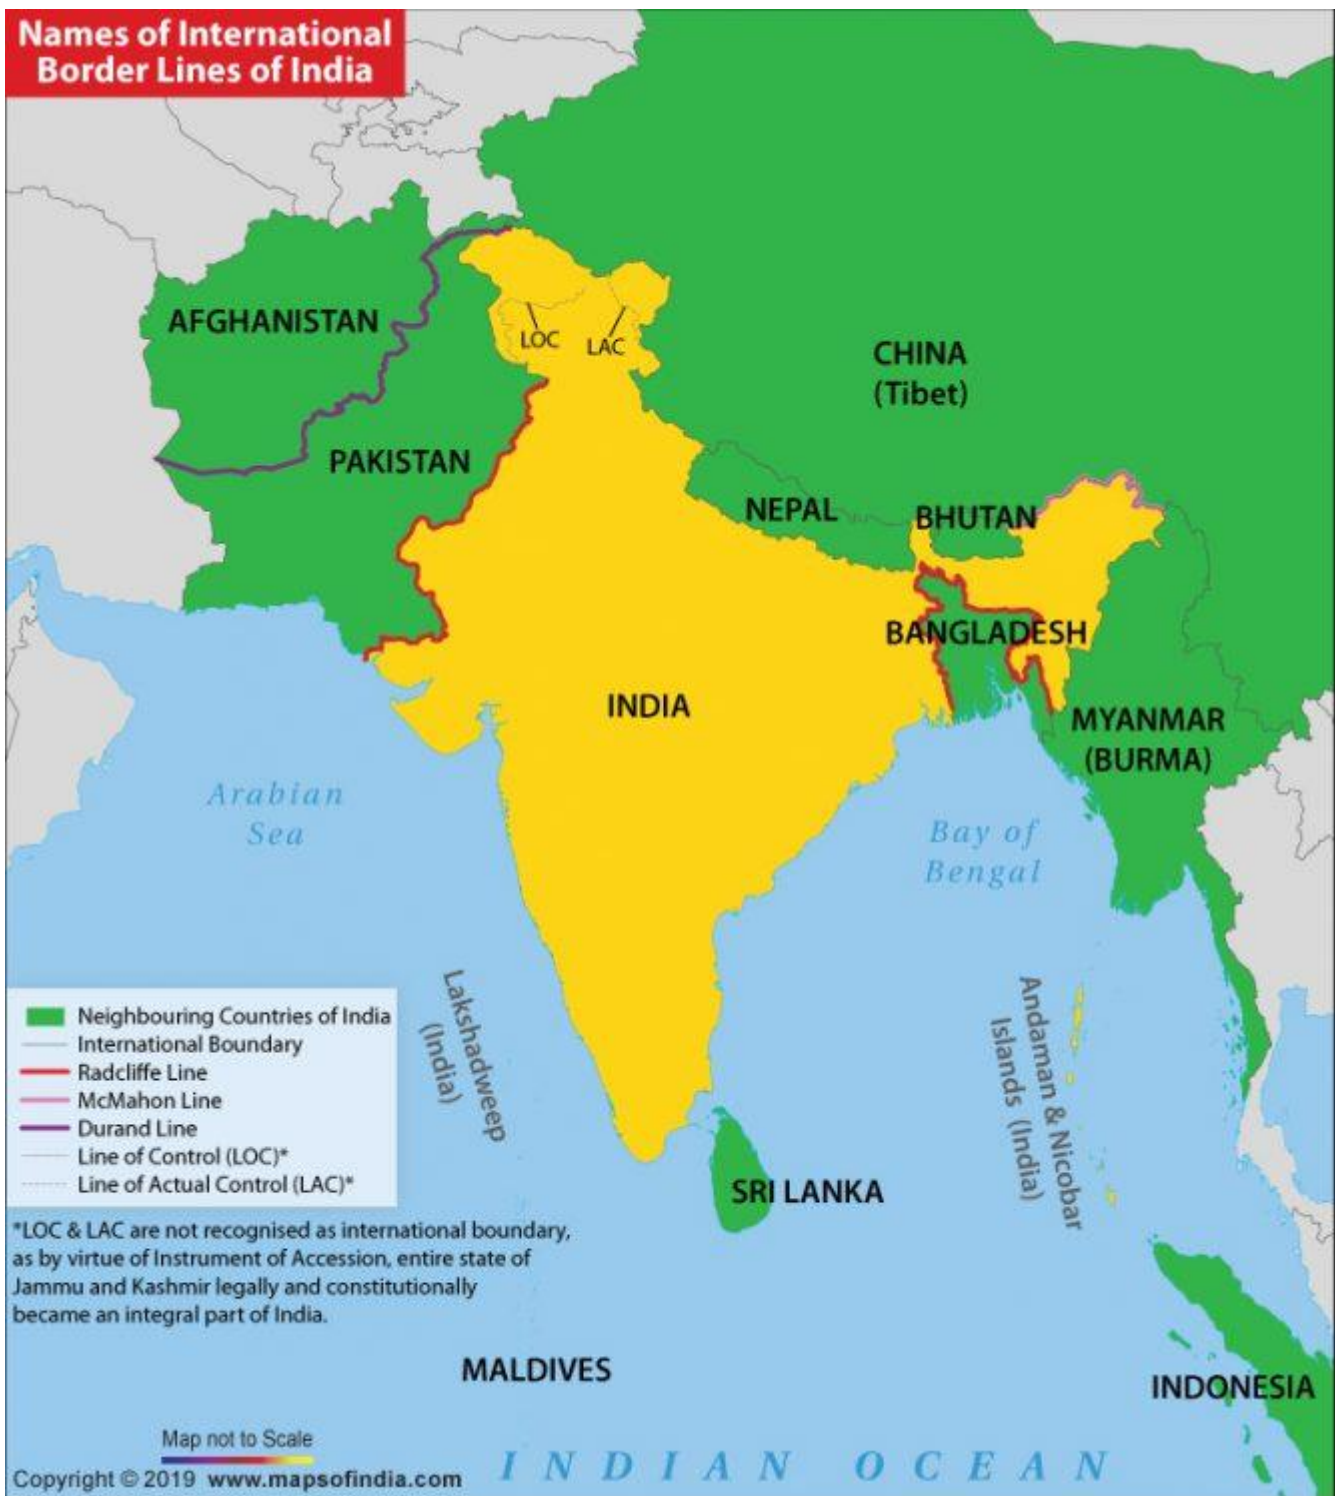 Names of International
Border Lines of India
AFGHANISTAN
LOC
LAC
CHINA
(Tibet)
PAKISTAN
NEPAL
BHUTAN
BANGLADESH
INDIA
MYANMAR
(BURMA)
Arabian
Sea
Bay of
Bengal
Lakshadweep
(India)
Andaman & Nicobar
Islands (India)
Neighbouring Countries of India
International Boundary
Radcliffe Line
McMahon Line
Durand Line
Line of Control (LOC)*
Line of Actual Control (LAC)*
SRI LANKA
*LOC & LAC are not recognised as international boundary,
as by virtue of Instrument of Accession, entire state of
Jammu and Kashmir legally and constitutionally
became an integral part of India.
MALDIVES
INDONESIA
Map not to Scale
INDIAN OCEAN
Copyright © 2019 www.mapsofindia.com